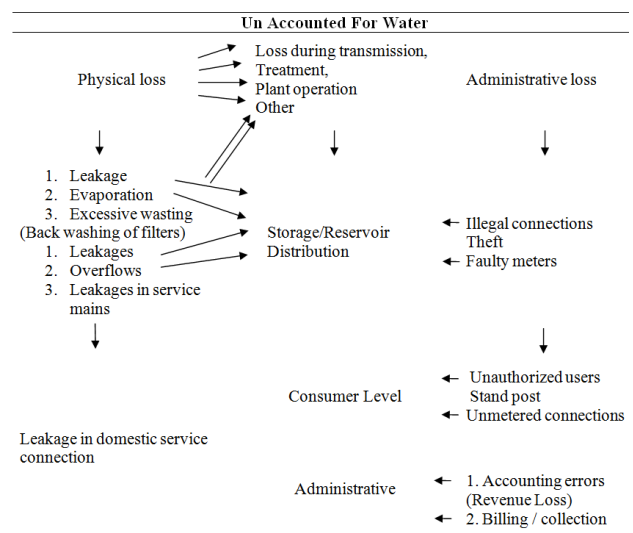 Un Accounted For Water
Physical loss
Loss during transmission,
Treatment,
Plant operation
Other
Administrative loss
1. Leakage
2. Evaporation
3. Excessive wasting
(Back washing of filters)
1. Leakages
2. Overflows
3. Leakages in service
mains
Storage/Reservoir
Distribution
Illegal connections
Theft
Faulty meters
Consumer Level
Unauthorized users
Stand post
Unmetered connections
Leakage in domestic service
connection
Administrative
1. Accounting errors
(Revenue Loss)
2. Billing / collection